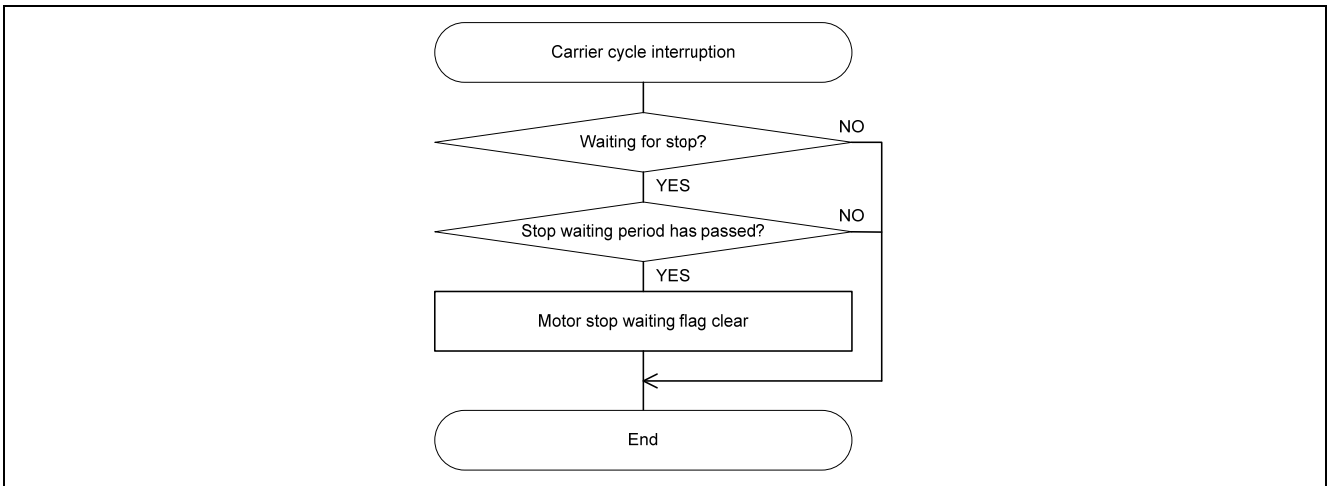 Carrier cycle interruption
Waiting for stop?
NO
YES
Stop waiting period has passed?
NO
YES
Motor stop waiting flag clear
End